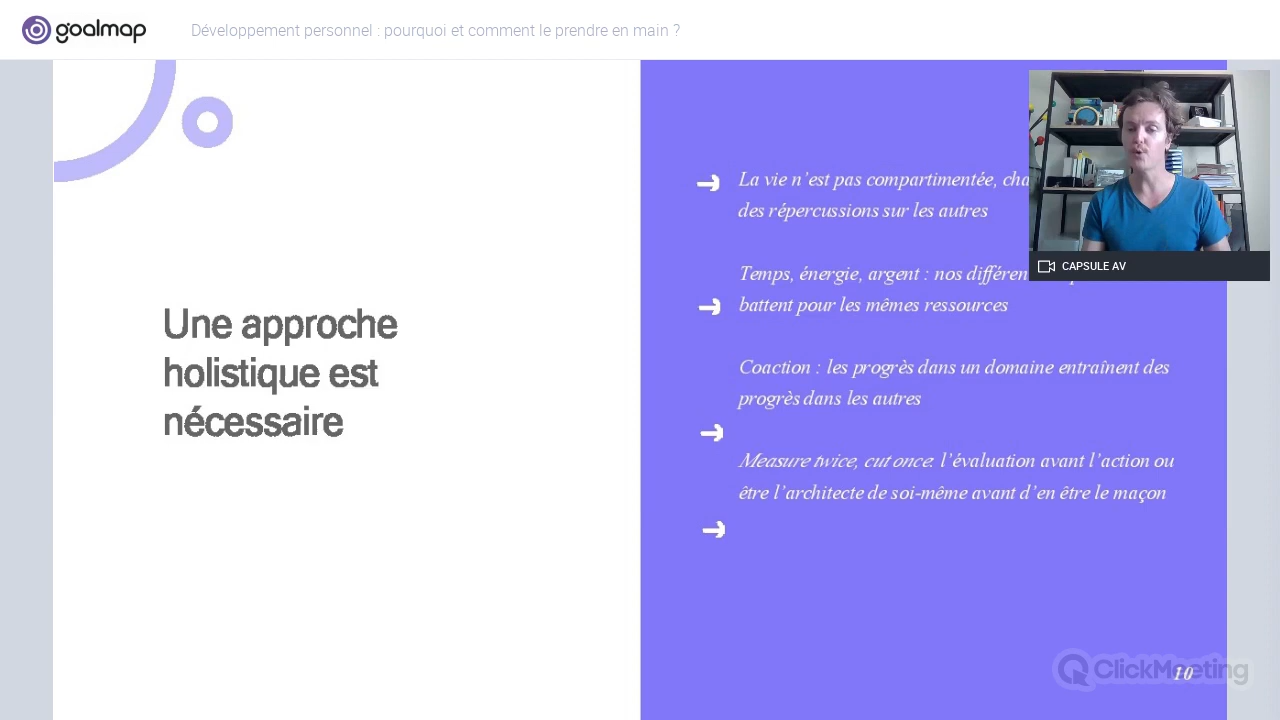 goalmap
Développement personnel : pourquoi et comment le prendre en main ?
Une approche
holistique est
nécessaire
La vie n'est pas compartimentée,
des répercussions sur les autres
Temps, énergie, argent : nos
battent pour les mêmes ressources
Coaction : les progrès dans un domaine entraînent des
progrès dans les autres
Measure twice, cut once: l'évaluation avant l'action ou
être l'architecte de soi-même avant d'en être le maçon
CAPSULE AV
ClickMeeting
10